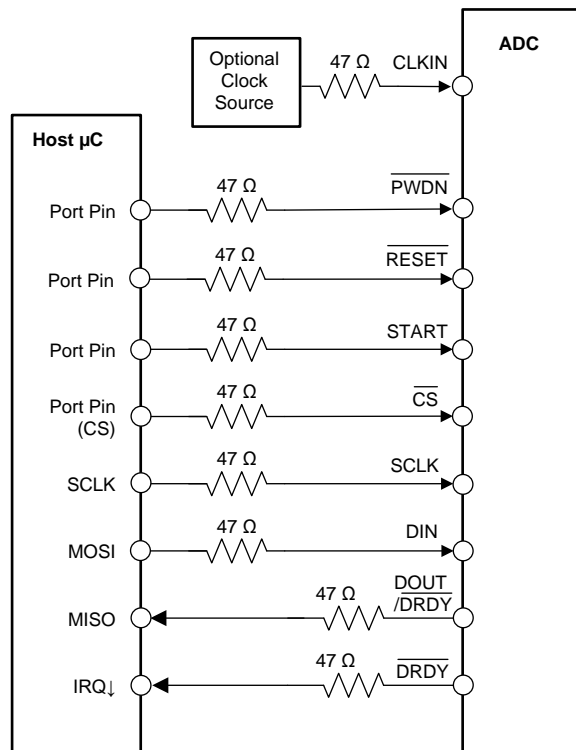 ADC
Optional
Clock
Source
47 Ω
CLKIN
Host µC
Port Pin
47 Ω
PWDN
Port Pin
47 Ω
RESET
Port Pin
47 Ω
START
Port Pin
(CS)
47 Ω
CS
SCLK
47 Ω
SCLK
MOSI
47 Ω
DIN
MISO
47 Ω
DOUT
/DRDY
IRQ↓
47 Ω
DRDY